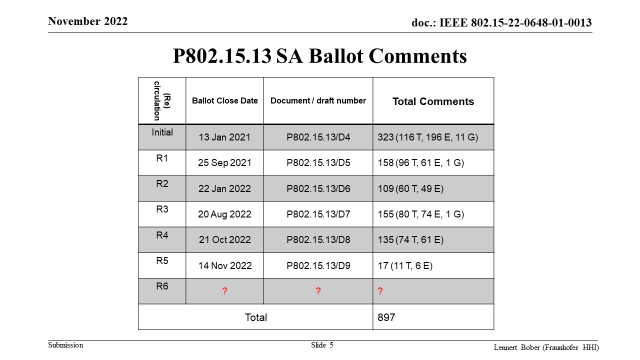 November 2022 doc.: IEEE 802.15-22-0648-01-0013
P802.15.13 SA Ballot Comments
(Re) circulation Ballot Close Date Document / draft number Total Comments
Initial 13 Jan 2021 P802.15.13/D4 323 (116 T, 196 E, 11 G)
R1 25 Sep 2021 P802.15.13/D5 158 (96 T, 61 E, 1 G)
R2 22 Jan 2022 P802.15.13/D6 109 (60 T, 49 E)
R3 20 Aug 2022 P802.15.13/D7 155 (80 T, 74 E, 1 G)
R4 21 Oct 2022 P802.15.13/D8 135 (74 T, 61 E)
R5 14 Nov 2022 P802.15.13/D9 17 (11 T, 6 E)
R6 ? ? ?
Total 897
Submission Slide 5 Lennert Bober (Fraunhofer HHI)